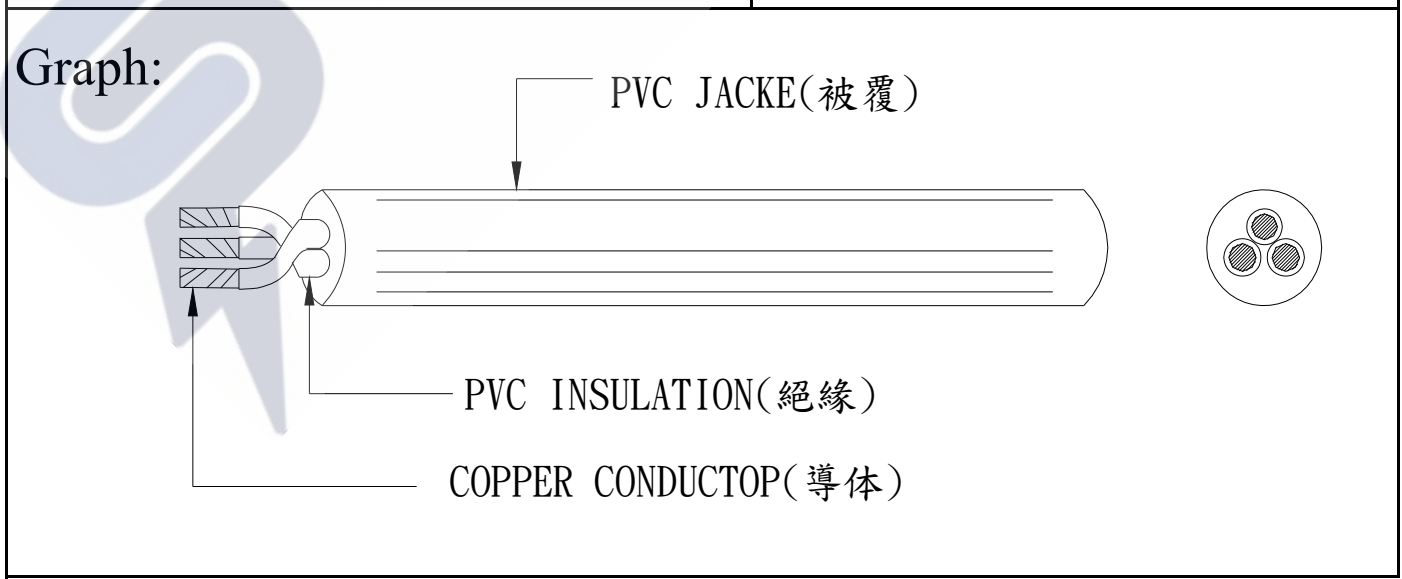 Graph:
PVC JACKE(被覆)
PVC INSULATION(絕緣)
COPPER CONDUCTOP(導体)